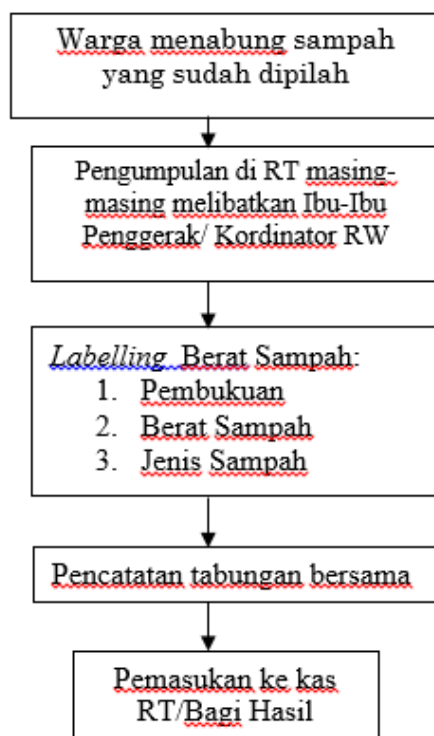 Warga menabung sampah
yang sudah dipilah
Pengumpulan di RT masing-
masing melibatkan Ibu-Ibu
Penggerak/ Kordinator RW
Labelling Berat Sampah:
1. Pembukuan
2. Berat Sampah
3. Jenis Sampah
Pencatatan tabungan bersama
Pemasukan ke kas
RT/Bagi Hasil